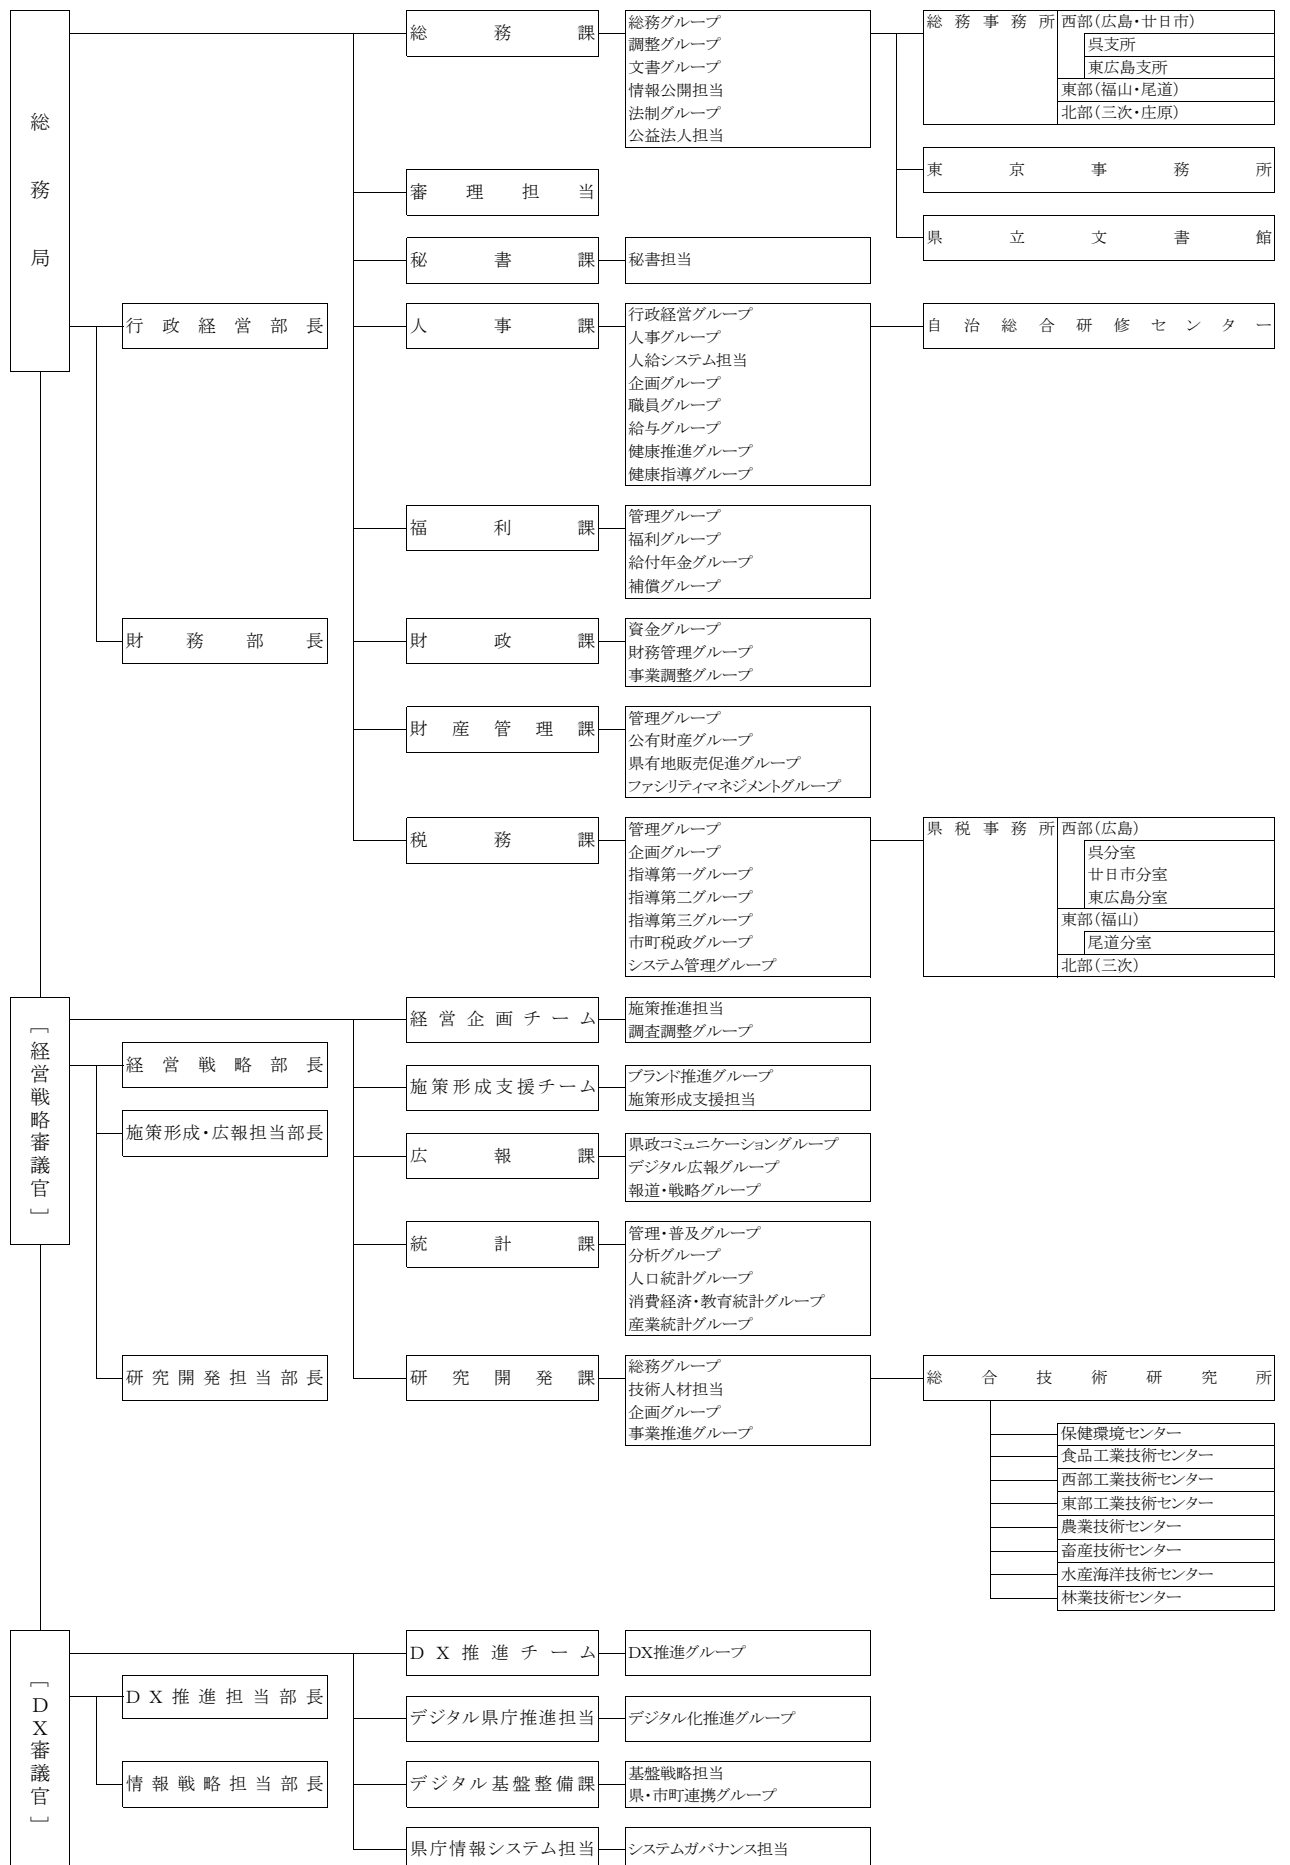 総務局
総務課
総務グループ
調整グループ
文書グループ
情報公開担当
法制グループ
公益法人担当
総務事務所
西部(広島・廿日市)
呉支所
東広島支所
東部(福山・尾道)
北部(三次・庄原)
東京事務所
県立文書館
審理担当
秘書課
秘書担当
行政経営部長
人事課
行政経営グループ
人事グループ
人給システム担当
企画グループ
職員グループ
給与グループ
健康推進グループ
健康指導グループ
自治総合研修センター
福利課
管理グループ
福利グループ
給付年金グループ
補償グループ
財務部長
財政課
資金グループ
財務管理グループ
事業調整グループ
財産管理課
管理グループ
公有財産グループ
県有地販売促進グループ
ファシリティマネジメントグループ
税務課
管理グループ
企画グループ
指導第一グループ
指導第二グループ
指導第三グループ
市町税政グループ
システム管理グループ
県税事務所
西部(広島)
呉分室
廿日市分室
東広島分室
東部(福山)
尾道分室
北部(三次)
[経営戦略審議官]
経営企画チーム
施策推進担当
調査調整グループ
経営戦略部長
施策形成支援チーム
ブランド推進グループ
施策形成支援担当
施策形成・広報担当部長
広報課
県政コミュニケーショングループ
デジタル広報グループ
報道・戦略グループ
統計課
管理・普及グループ
分析グループ
人口統計グループ
消費経済・教育統計グループ
産業統計グループ
研究開発担当部長
研究開発課
総務グループ
技術人材担当
企画グループ
事業推進グループ
総合技術研究所
保健環境センター
食品工業技術センター
西部工業技術センター
東部工業技術センター
農業技術センター
畜産技術センター
水産海洋技術センター
林業技術センター
[DX審議官]
DX推進チーム
DX推進グループ
DX推進担当部長
デジタル県庁推進担当
デジタル化推進グループ
情報戦略担当部長
デジタル基盤整備課
基盤戦略担当
県・市町連携グループ
県庁情報システム担当
システムガバナンス担当